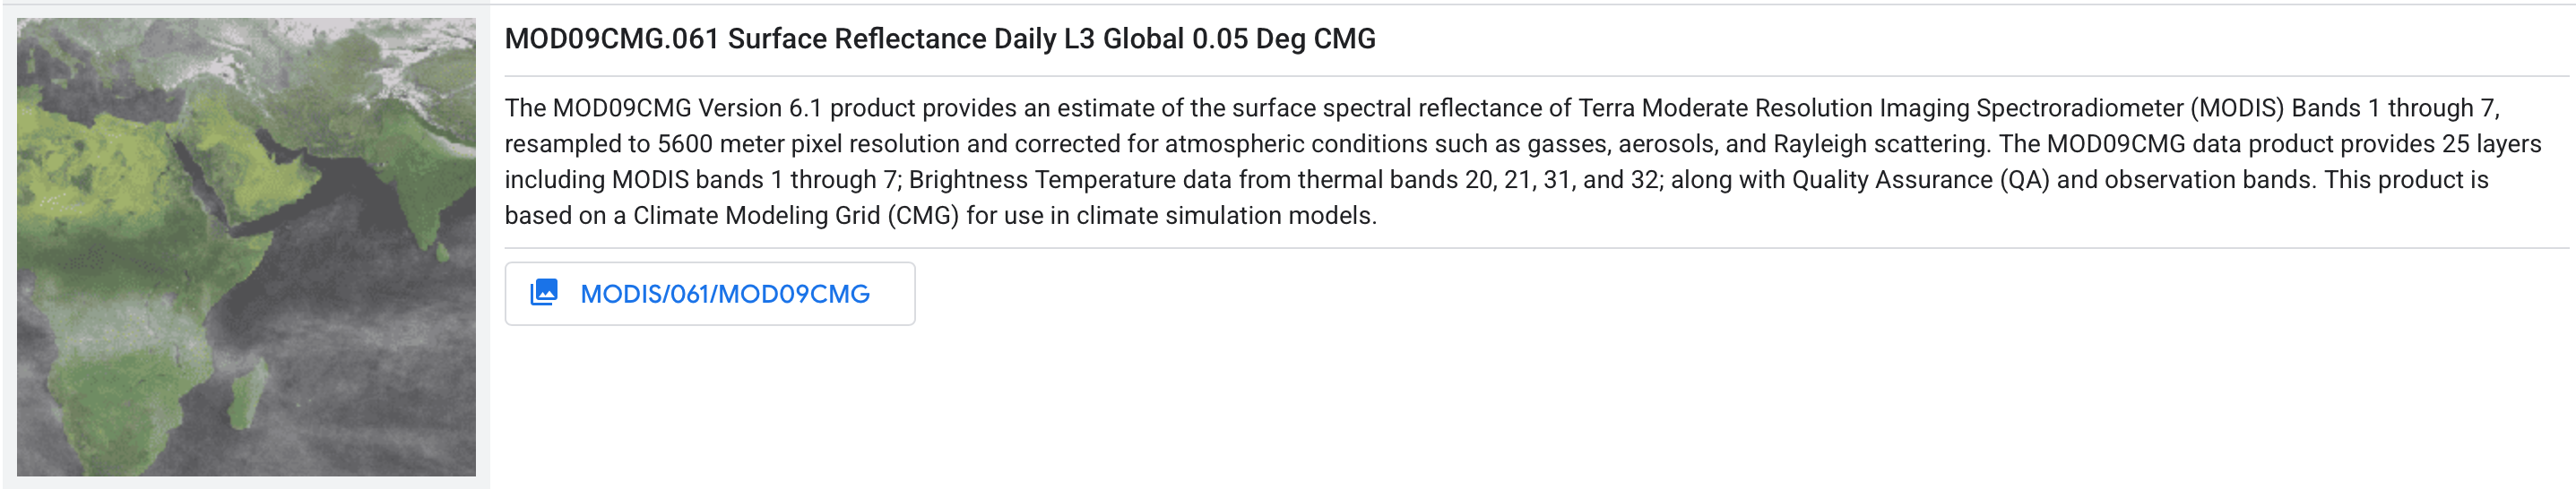 MOD09CMG.061 Surface Reflectance Daily L3 Global 0.05 Deg CMG
The MOD09CMG Version 6.1 product provides an estimate of the surface spectral reflectance of Terra Moderate Resolution Imaging Spectroradiometer (MODIS) Bands 1 through 7,
resampled to 5600 meter pixel resolution and corrected for atmospheric conditions such as gasses, aerosols, and Rayleigh scattering. The MOD09CMG data product provides 25 layers
including MODIS bands 1 through 7; Brightness Temperature data from thermal bands 20, 21, 31, and 32; along with Quality Assurance (QA) and observation bands. This product is
based on a Climate Modeling Grid (CMG) for use in climate simulation models.
MODIS/061/MOD09CMG